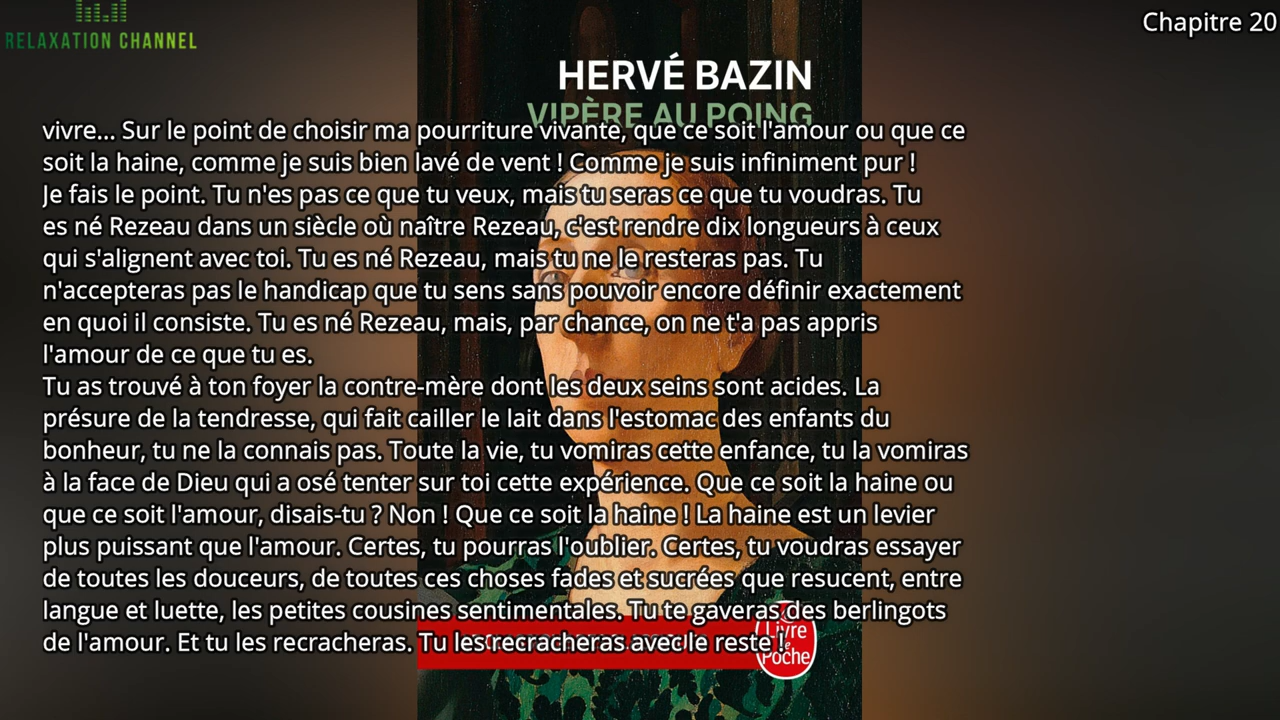 RELAXATION CHANNEL
Chapitre 20
HERVÉ BAZIN
VIPÈRE AU POING
vivre... Sur le point de choisir ma pourriture vivante, que ce soit l'amour ou que ce
soit la haine, comme je suis bien lavé de vent ! Comme je suis infiniment pur !
Je fais le point. Tu n'es pas ce que tu veux, mais tu seras ce que tu voudras. Tu
es né Rezeau dans un siècle où naître Rezeau, c'est rendre dix longueurs à ceux
qui s'alignent avec toi. Tu es né Rezeau, mais tu ne le resteras pas. Tu
n'accepteras pas le handicap que tu sens sans pouvoir encore définir exactement
en quoi il consiste. Tu es né Rezeau, mais, par chance, on ne t'a pas appris
l'amour de ce que tu es.
Tu as trouvé à ton foyer la contre-mère dont les deux seins sont acides. La
présure de la tendresse, qui fait cailler le lait dans l'estomac des enfants du
bonheur, tu ne la connais pas. Toute la vie, tu vomiras cette enfance, tu la vomiras
à la face de Dieu qui a osé tenter sur toi cette expérience. Que ce soit la haine ou
que ce soit l'amour, disais-tu ? Non ! Que ce soit la haine ! La haine est un levier
plus puissant que l'amour. Certes, tu pourras l'oublier. Certes, tu voudras essayer
de toutes les douceurs, de toutes ces choses fades et sucrées que resucent, entre
langue et luette, les petites cousines sentimentales. Tu te gaveras des berlingots
de l'amour. Et tu les recracheras. Tu les recracheras avec le reste !
Livre
Poche